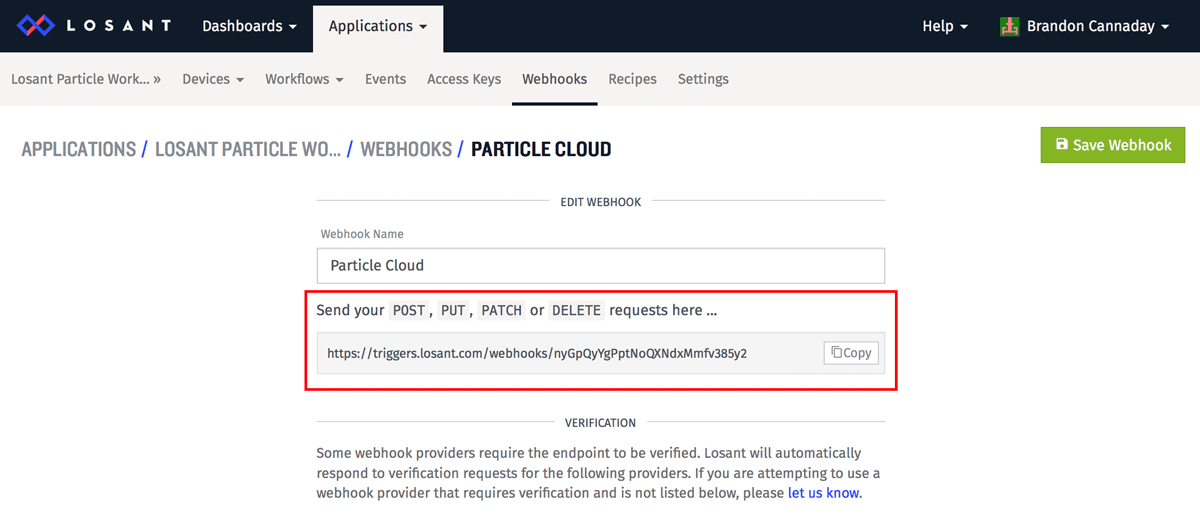 LOSANT Dashboards Applications Help Brandon Cannaday
Losant Particle Work... » Devices Workflows Events Access Keys Webhooks Recipes Settings
APPLICATIONS / LOSANT PARTICLE WO... / WEBHOOKS / PARTICLE CLOUD Save Webhook
EDIT WEBHOOK
Webhook Name
Particle Cloud
Send your POST, PUT, PATCH or DELETE requests here ...
https://triggers.losant.com/webhooks/nyGpQyYgPptNoQXNdxMmfv385y2 Copy
VERIFICATION
Some webhook providers require the endpoint to be verified. Losant will automatically
respond to verification requests for the following providers. If you are attempting to use a
webhook provider that requires verification and is not listed below, please let us know.